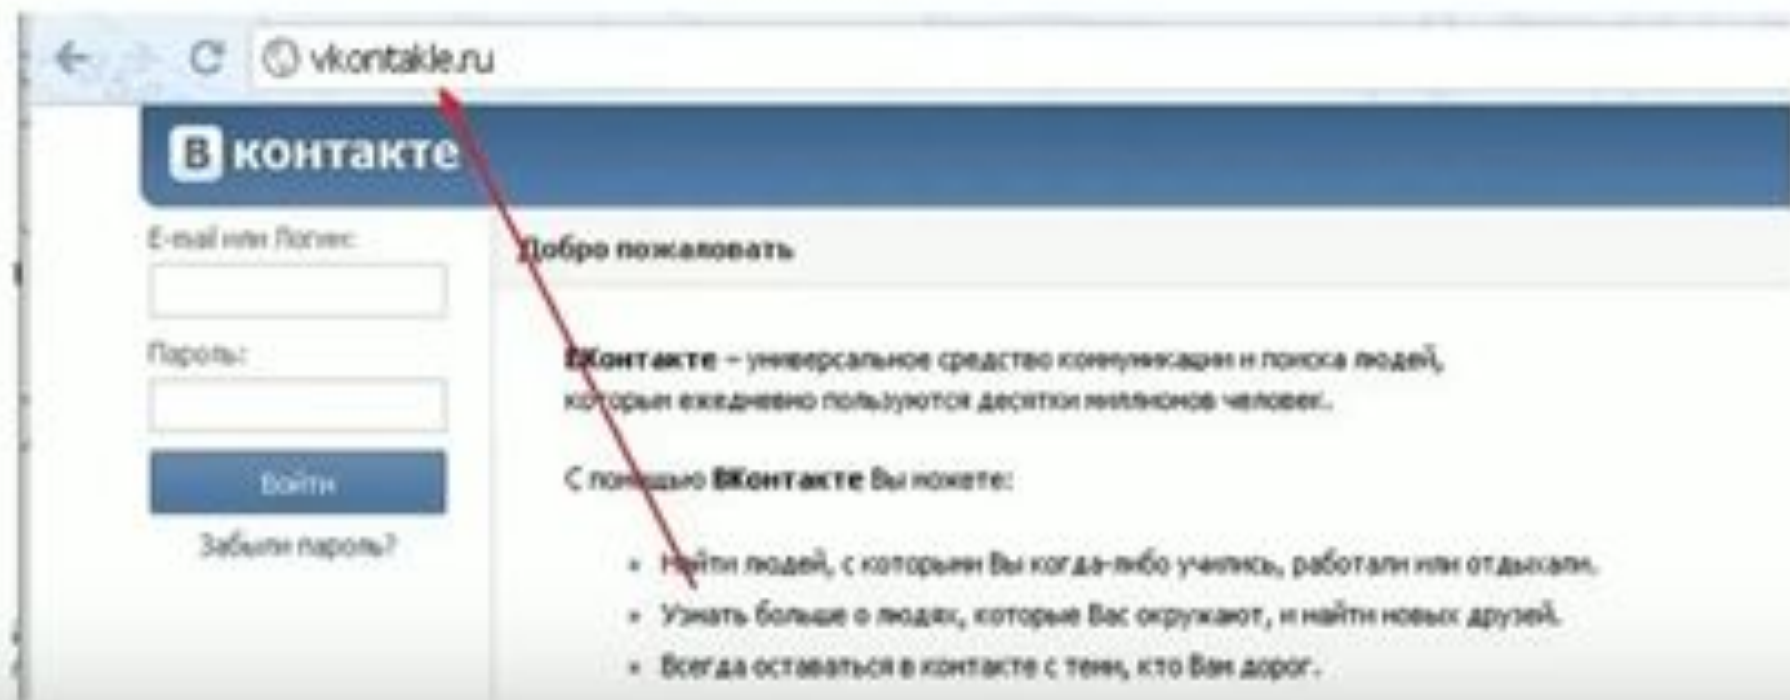 vkontakle.ru
В контакте
E-mail или Логин:
Пароль:
Войти
Забыли пароль?
Добро пожаловать
ВКонтакте – универсальное средство коммуникации и поиска людей,
которым ежедневно пользуются десятки миллионов человек.
С помощью ВКонтакте Вы можете:
• Найти людей, с которыми Вы когда-либо учились, работали или отдыхали.
• Узнать больше о людях, которые Вас окружают, и найти новых друзей.
• Всегда оставаться в контакте с теми, кто Вам дорог.